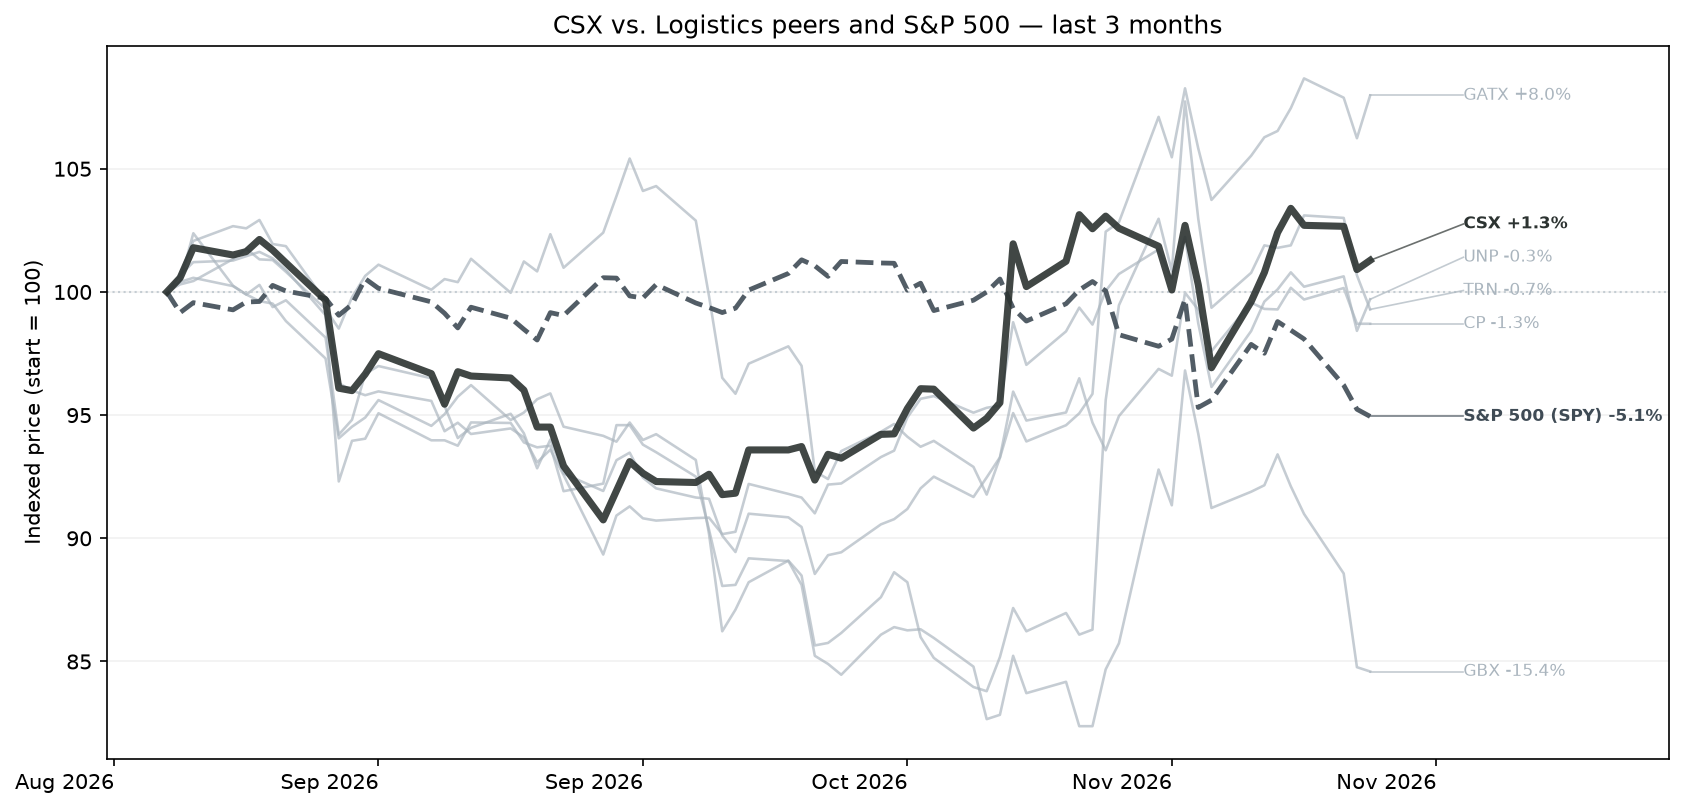 CSX vs. Logistics peers and S&P 500 — last 3 months
Indexed price (start = 100)
105
100
95
90
85
GATX +8.0%
CSX +1.3%
UNP -0.3%
TRN -0.7%
CP -1.3%
S&P 500 (SPY) -5.1%
GBX -15.4%
Aug 2026
Sep 2026
Sep 2026
Oct 2026
Nov 2026
Nov 2026